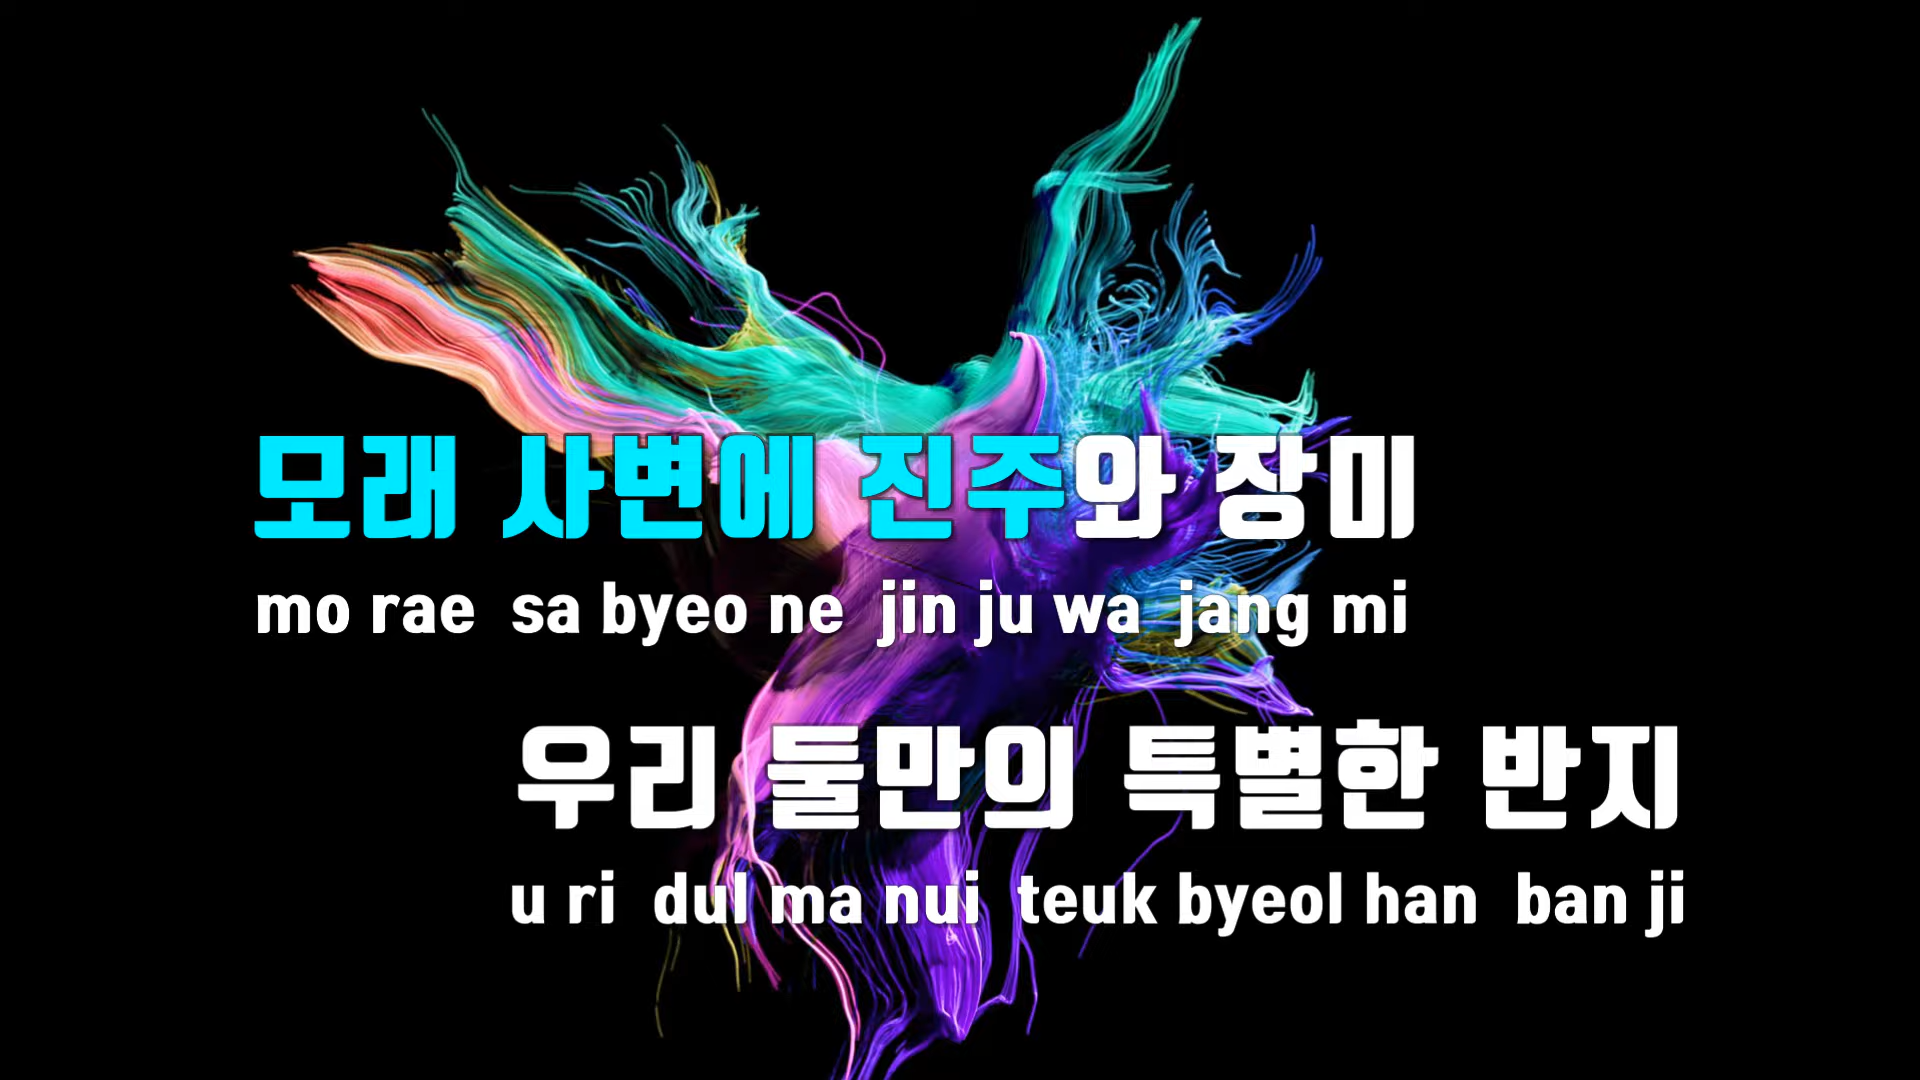 모래 사변에 진주와 장미
mo rae sa byeo ne jin ju wa jang mi
우리 둘만의 특별한 반지
u ri dul ma nui teuk byeol han ban ji